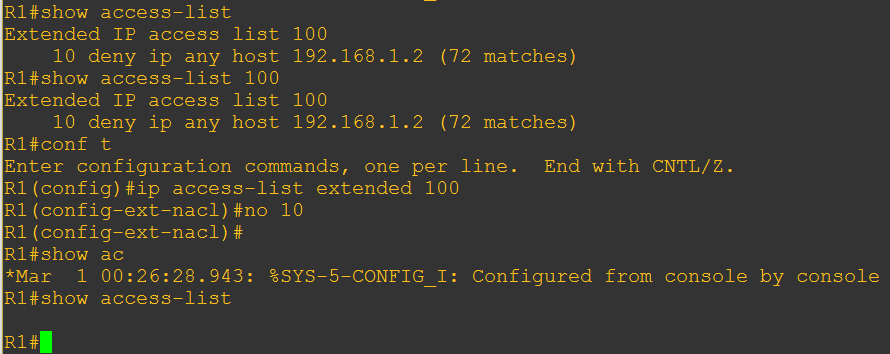 R1#show access-list
Extended IP access list 100
    10 deny ip any host 192.168.1.2 (72 matches)
R1#show access-list 100
Extended IP access list 100
    10 deny ip any host 192.168.1.2 (72 matches)
R1#conf t
Enter configuration commands, one per line.  End with CNTL/Z.
R1(config)#ip access-list extended 100
R1(config-ext-nacl)#no 10
R1(config-ext-nacl)#
R1#show ac
*Mar  1 00:26:28.943: %SYS-5-CONFIG_I: Configured from console by console
R1#show access-list
R1#